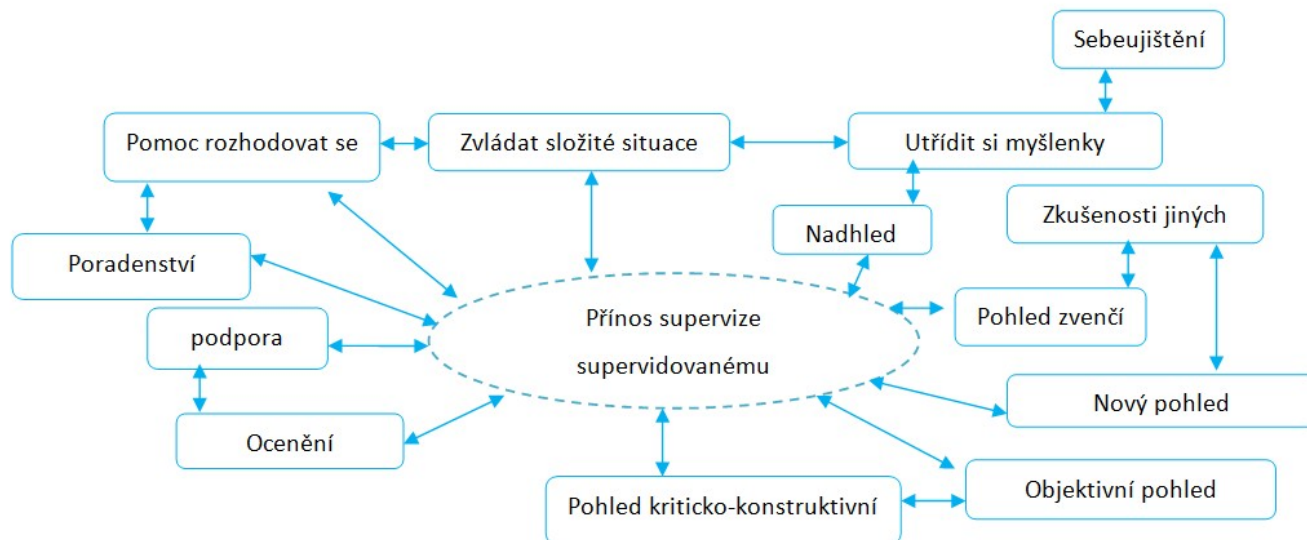 Sebeujištění
Pomoc rozhodovat se
Zvládat složité situace
Utřídit si myšlenky
Zkušenosti jiných
Nadhled
Poradenství
Přínos supervize
supervidovanému
Pohled zvenčí
podpora
Nový pohled
Ocenění
Objektivní pohled
Pohled kriticko-konstruktivní